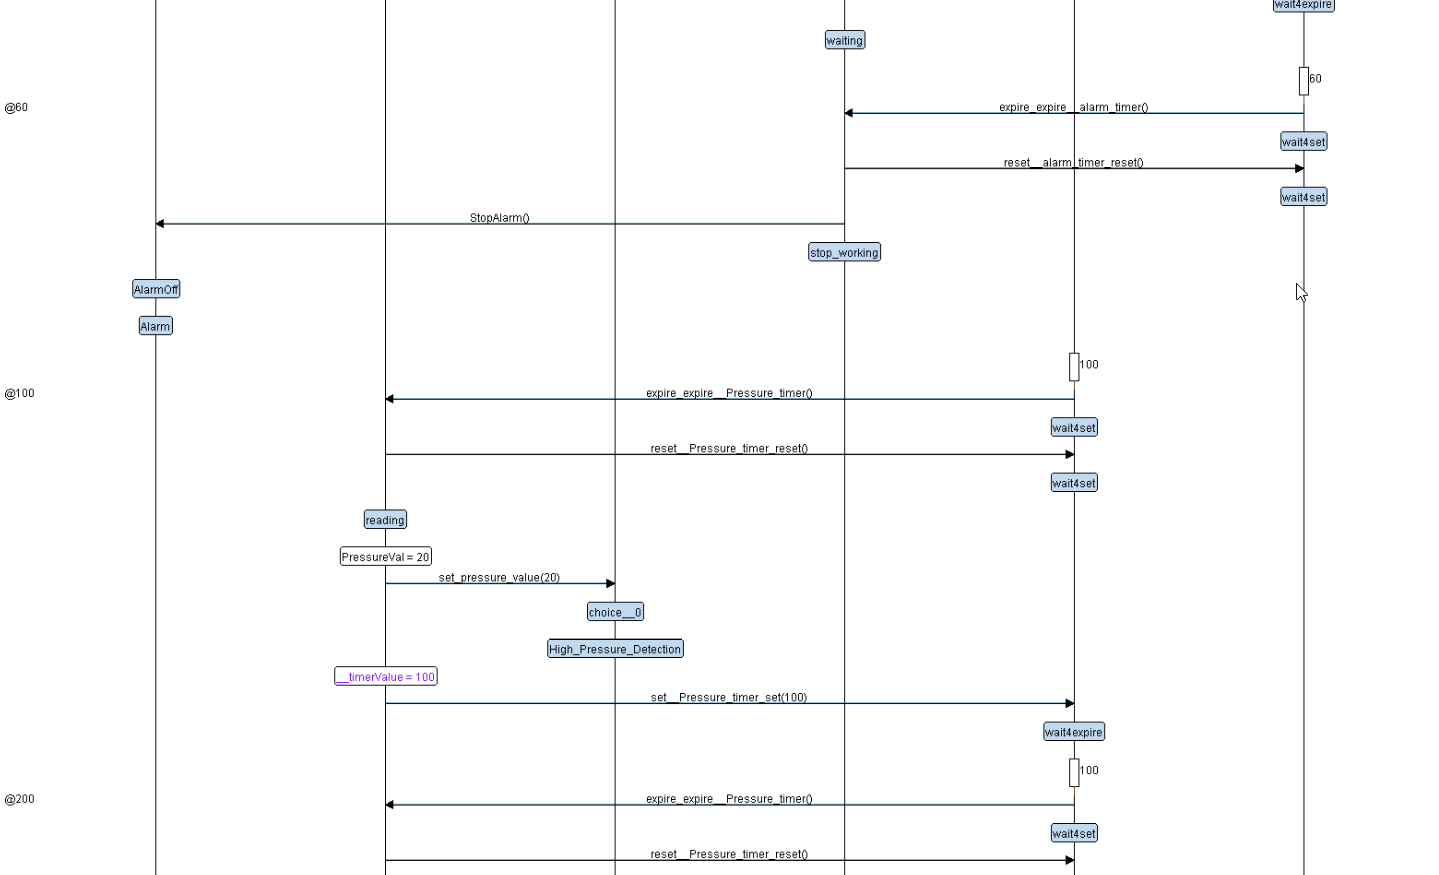 wait4expire
waiting
60
@60
expire_expire__alarm_timer()
wait4set
reset__alarm_timer_reset()
wait4set
StopAlarm()
stop_working
AlarmOff
Alarm
100
@100
expire_expire__Pressure_timer()
wait4set
reset__Pressure_timer_reset()
wait4set
reading
PressureVal = 20
set_pressure_value(20)
choice__0
High_Pressure_Detection
__timerValue = 100
set__Pressure_timer_set(100)
wait4expire
100
@200
expire_expire__Pressure_timer()
wait4set
reset__Pressure_timer_reset()